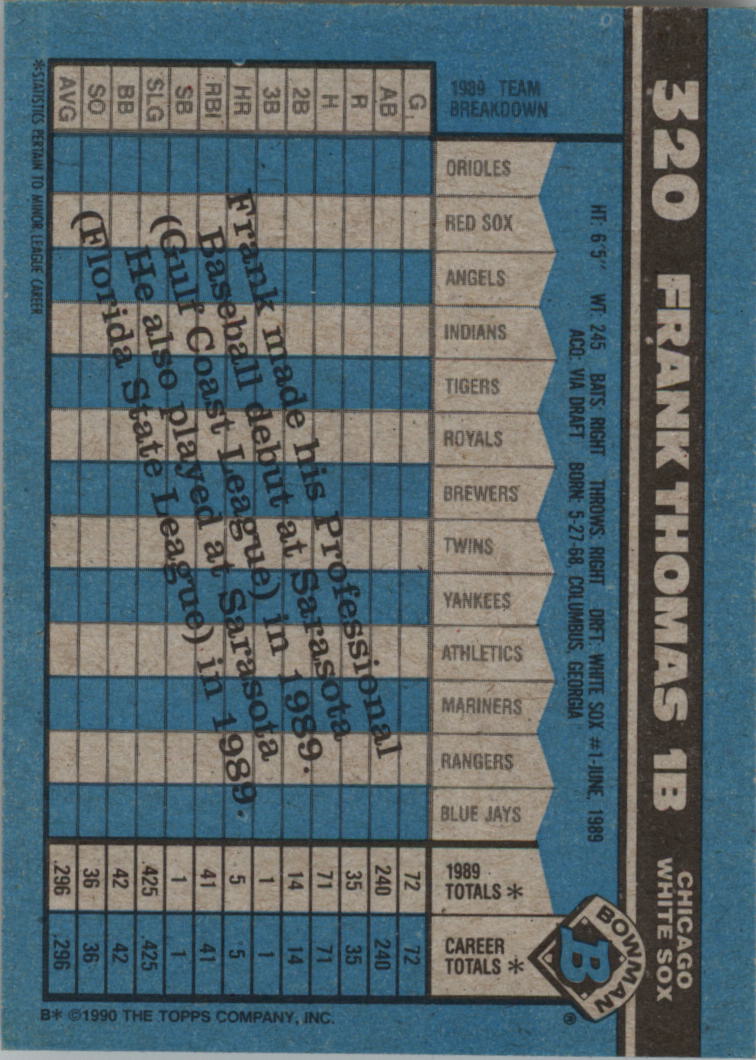 320 FRANK THOMAS 1B CHICAGO WHITE SOX
BOWMAN
B
HT: 6'5" WT: 245 BATS: RIGHT THROWS: RIGHT DRFT: WHITE SOX #1-JUNE, 1989
ACQ: VIA DRAFT BORN: 5-27-68, COLUMBUS, GEORGIA
1989 TEAM BREAKDOWN
ORIOLES
RED SOX
ANGELS
INDIANS
TIGERS
ROYALS
BREWERS
TWINS
YANKEES
ATHLETICS
MARINERS
RANGERS
BLUE JAYS
1989 TOTALS *
CAREER TOTALS *
G 72 72
AB 240 240
R 35 35
H 71 71
2B 14 14
3B 1 1
HR 5 5
RBI 41 41
SB 1 1
SLG .425 .425
BB 42 42
SO 36 36
AVG .296 .296
Frank made his Professional
Baseball debut at Sarasota
(Gulf Coast League) in 1989.
He also played at Sarasota
(Florida State League) in 1989.
*STATISTICS PERTAIN TO MINOR LEAGUE CAREER
B* ©1990 THE TOPPS COMPANY, INC.